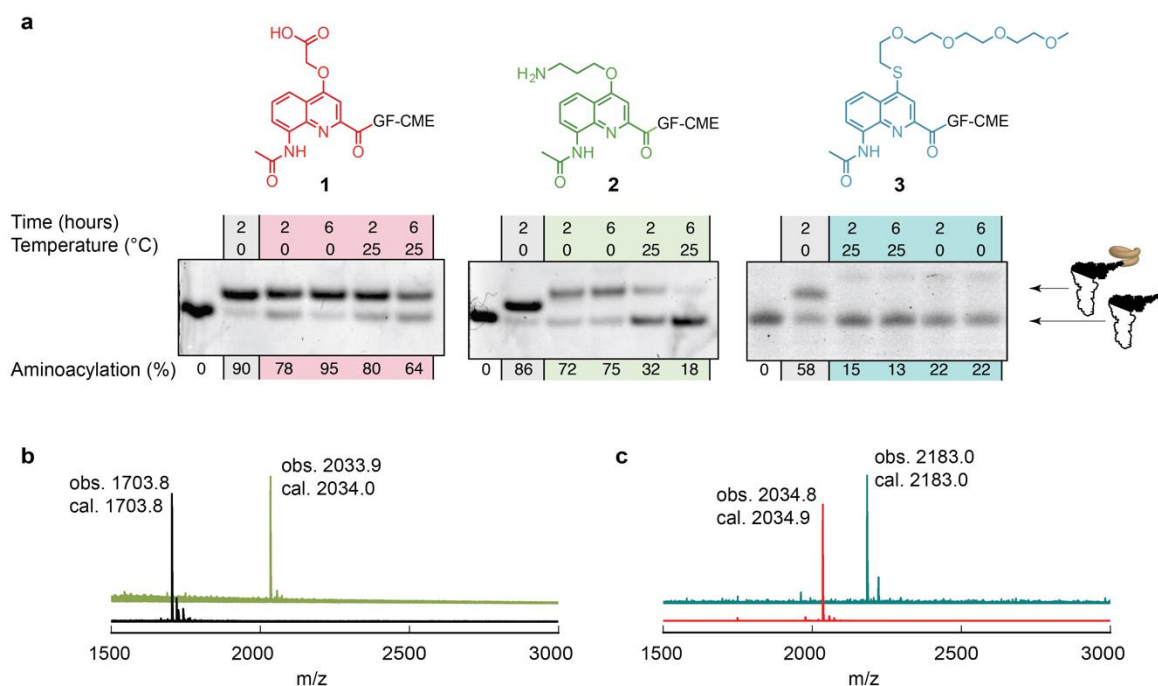 a
HO
O
O
N
O
NH
O
GF-CME
1
H₂N
O
N
O
NH
O
GF-CME
2
O
O
O
O
S
N
O
NH
O
GF-CME
3
Time (hours) 2 2 6 2 6
Temperature (°C) 0 0 0 25 25
2 2 6 2 6
0 0 0 25 25
2 2 6 2 6
0 25 25 0 0
Aminoacylation (%) 0 90 78 95 80 64
0 86 72 75 32 18
0 58 15 13 22 22
b
obs. 1703.8
cal. 1703.8
obs. 2033.9
cal. 2034.0
1500 2000 2500 3000
m/z
c
obs. 2034.8
cal. 2034.9
obs. 2183.0
cal. 2183.0
1500 2000 2500 3000
m/z